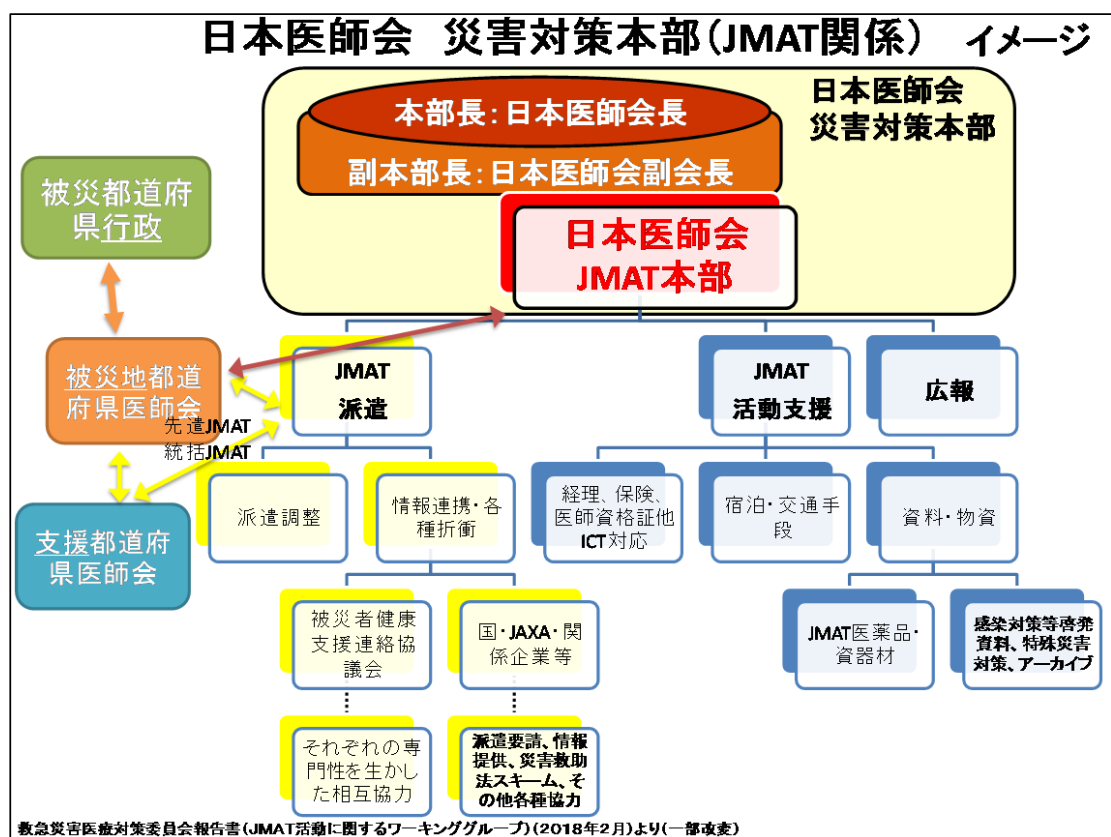 日本医師会 災害対策本部(JMAT関係) イメージ
日本医師会
災害対策本部
本部長:日本医師会長
副本部長:日本医師会副会長
日本医師会
JMAT本部
被災都道府
県行政
被災地都道
府県医師会
先遣JMAT
統括JMAT
支援都道府
県医師会
JMAT
派遣
JMAT
活動支援
広報
派遣調整
情報連携・各
種折衝
経理、保険、
医師資格証他
ICT対応
宿泊・交通手
段
資料・物資
被災者健康
支援連絡協
議会
国・JAXA・関
係企業等
JMAT医薬品・
資器材
感染対策等啓発
資料、特殊災害
対策、アーカイブ
それぞれの専
門性を生かし
た相互協力
派遣要請、情報
提供、災害救助
法スキーム、そ
の他各種協力
救急災害医療対策委員会報告書(JMAT活動に関するワーキンググループ)(2018年2月)より(一部改変)